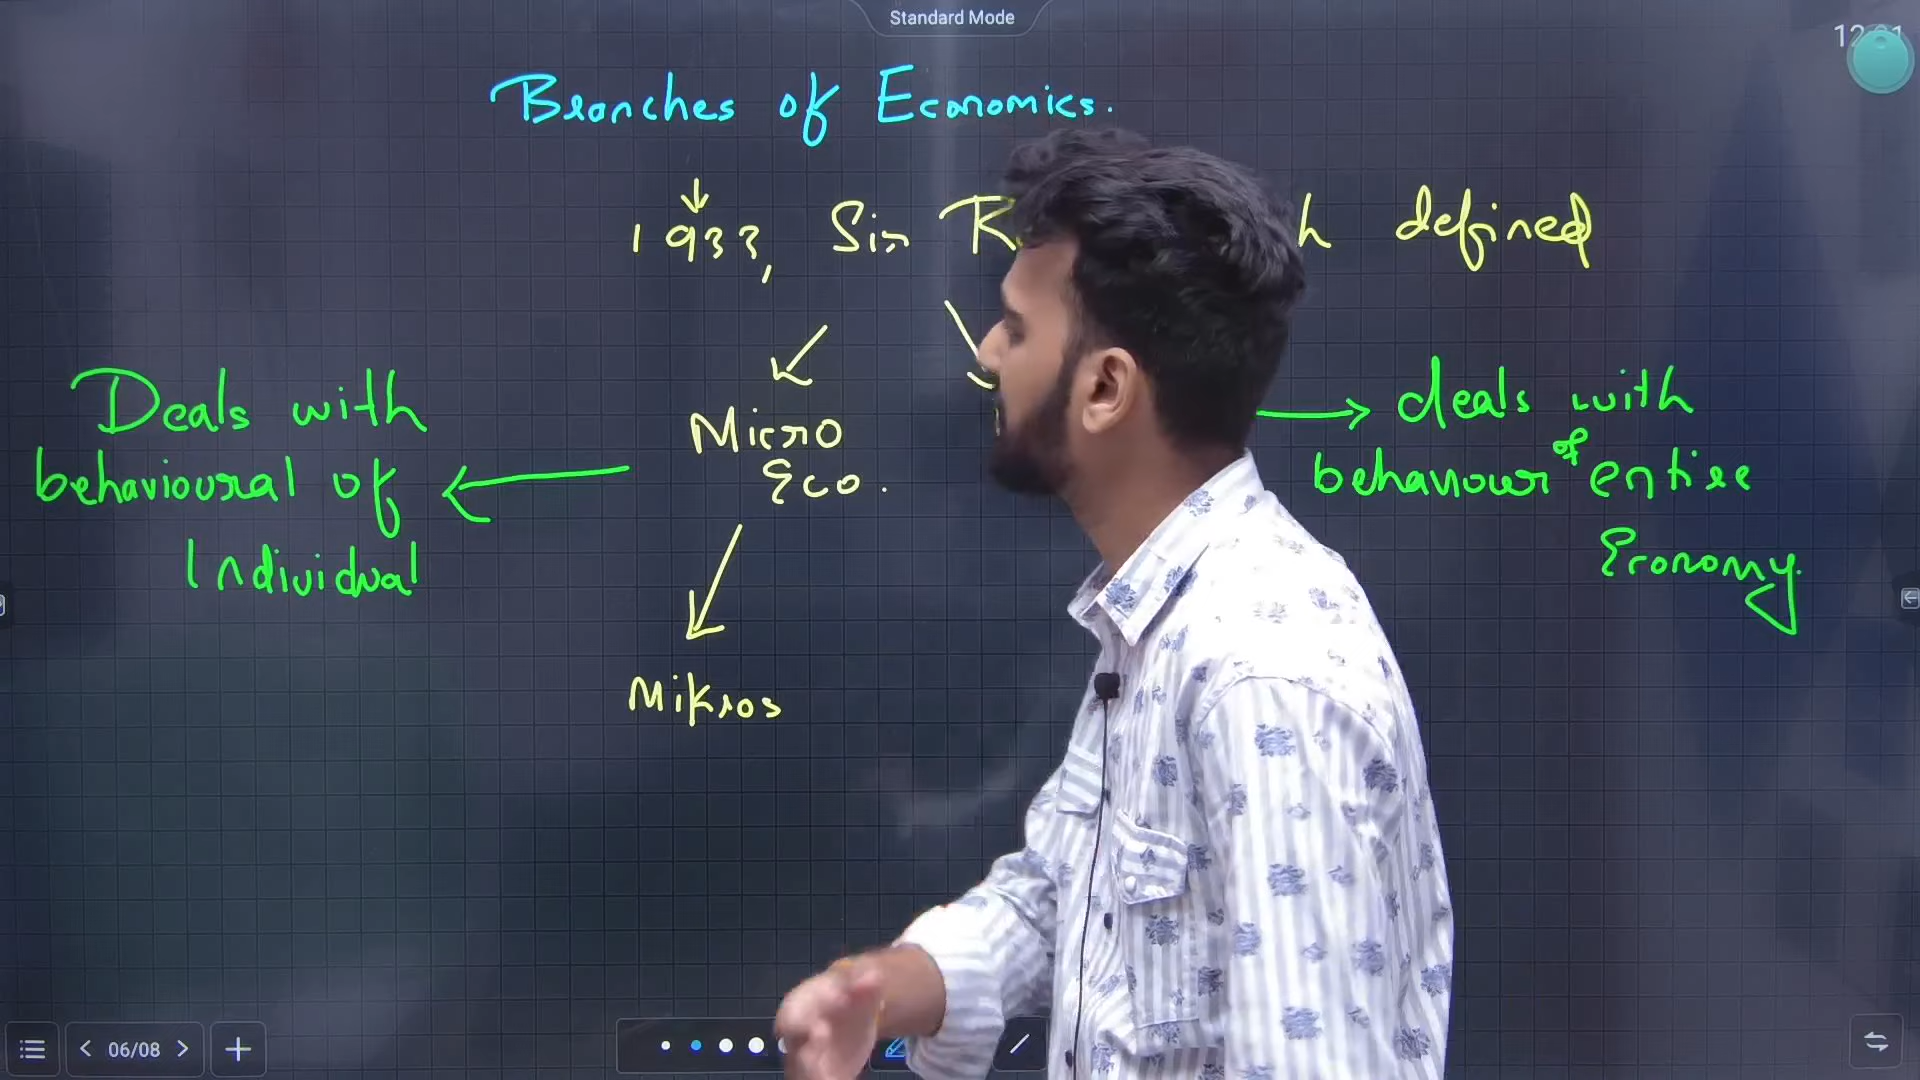 Standard Mode
Branches of Economics.
1933, Sir R h defined
Deals with
behavioural of
Individual
Micro
Eco.
Mikros
deals with
behaviour of entire
Economy.
06/08